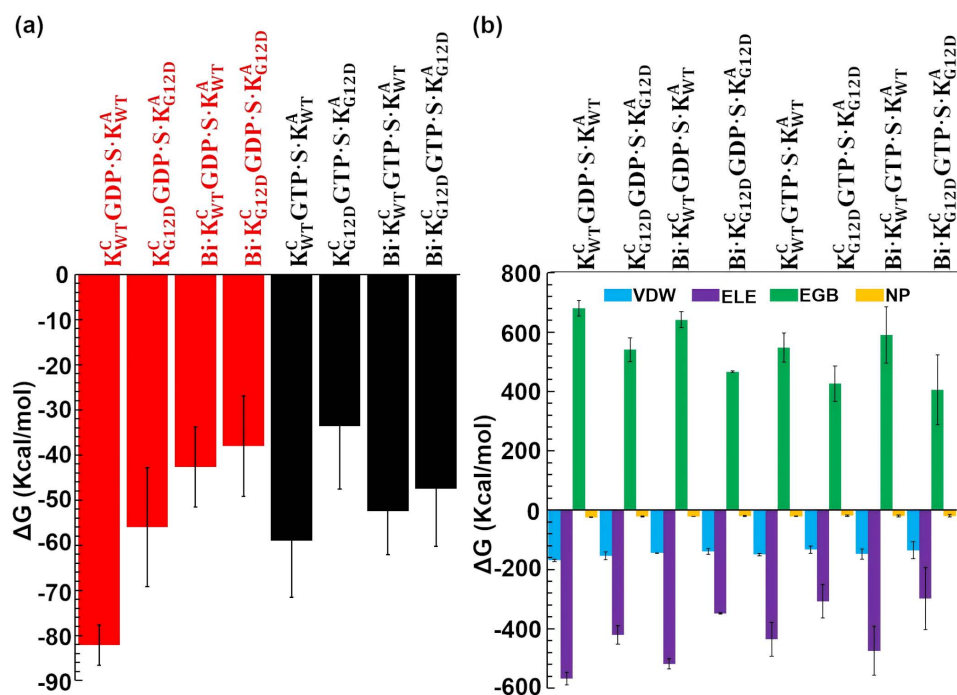 (a)
K^C_WT GDP·S·K^A_WT
K^C_G12D GDP·S·K^A_G12D
Bi·K^C_WT GDP·S·K^A_WT
Bi·K^C_G12D GDP·S·K^A_G12D
K^C_WT GTP·S·K^A_WT
K^C_G12D GTP·S·K^A_G12D
Bi·K^C_WT GTP·S·K^A_WT
Bi·K^C_G12D GTP·S·K^A_G12D
0
-10
-20
-30
-40
-50
-60
-70
-80
-90
ΔG (Kcal/mol)
(b)
K^C_WT GDP·S·K^A_WT
K^C_G12D GDP·S·K^A_G12D
Bi·K^C_WT GDP·S·K^A_WT
Bi·K^C_G12D GDP·S·K^A_G12D
K^C_WT GTP·S·K^A_WT
K^C_G12D GTP·S·K^A_G12D
Bi·K^C_WT GTP·S·K^A_WT
Bi·K^C_G12D GTP·S·K^A_G12D
VDW ELE EGB NP
800
600
400
200
0
-200
-400
-600
ΔG (Kcal/mol)